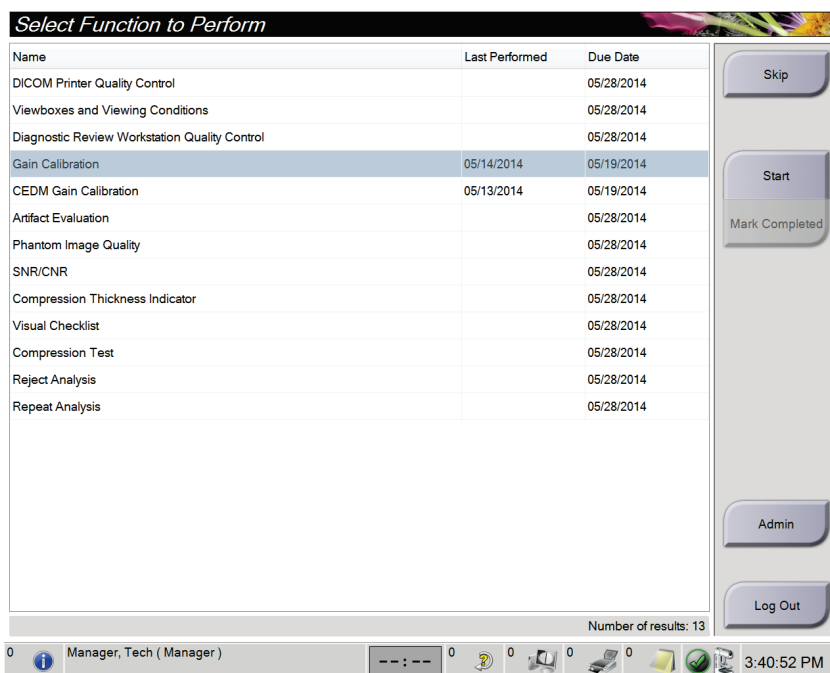 Select Function to Perform
Name Last Performed Due Date
DICOM Printer Quality Control 05/28/2014
Viewboxes and Viewing Conditions 05/28/2014
Diagnostic Review Workstation Quality Control 05/28/2014
Gain Calibration 05/14/2014 05/19/2014
CEDM Gain Calibration 05/13/2014 05/19/2014
Artifact Evaluation 05/28/2014
Phantom Image Quality 05/28/2014
SNR/CNR 05/28/2014
Compression Thickness Indicator 05/28/2014
Visual Checklist 05/28/2014
Compression Test 05/28/2014
Reject Analysis 05/28/2014
Repeat Analysis 05/28/2014
Number of results: 13
Skip
Start
Mark Completed
Admin
Log Out
0 Manager, Tech ( Manager ) --:-- 0 0 0 0 3:40:52 PM